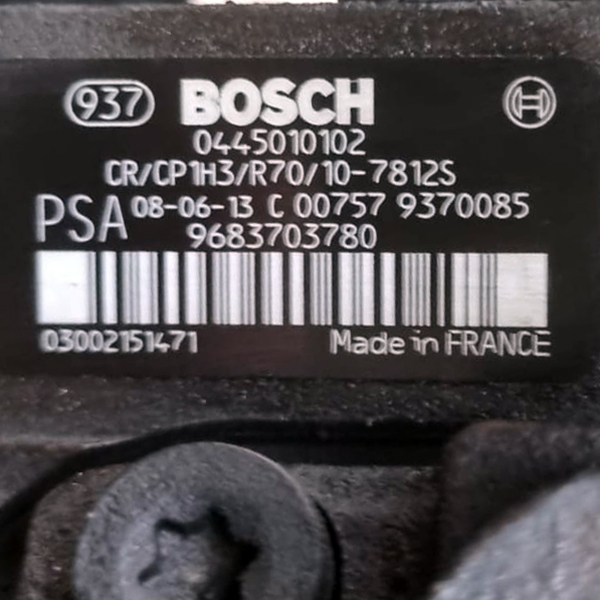 937 BOSCH
0445010102
CR/CP1H3/R70/10-7812S
PSA 08-06-13 C 00757 9370085
9683703780
03002151471 Made in FRANCE